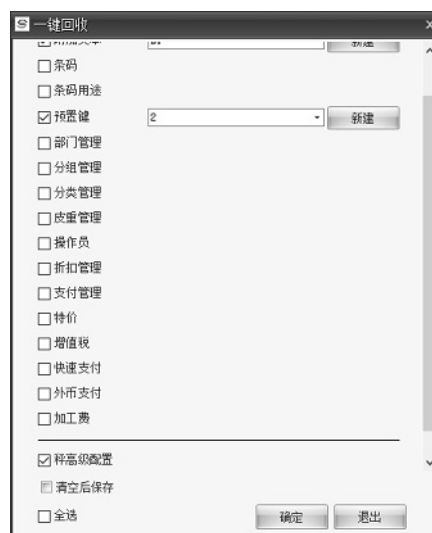 一键回收
新建
条码
条码用途
预置键 2 新建
部门管理
分组管理
分类管理
皮重管理
操作员
折扣管理
支付管理
特价
增值税
快速支付
外币支付
加工费
秤高级配置
清空后保存
全选 确定 退出